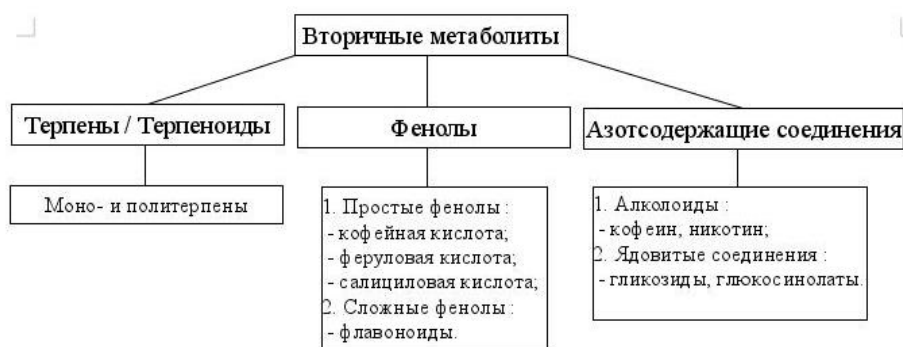 Вторичные метаболиты
Терпены / Терпеноиды
Фенолы
Азотсодержащие соединения
Моно- и политерпены
1. Простые фенолы :
- кофейная кислота;
- феруловая кислота;
- салициловая кислота;
2. Сложные фенолы :
- флавоноиды.
1. Алколоиды :
- кофеин, никотин;
2. Ядовитые соединения :
- гликозиды, глюкосинолаты.